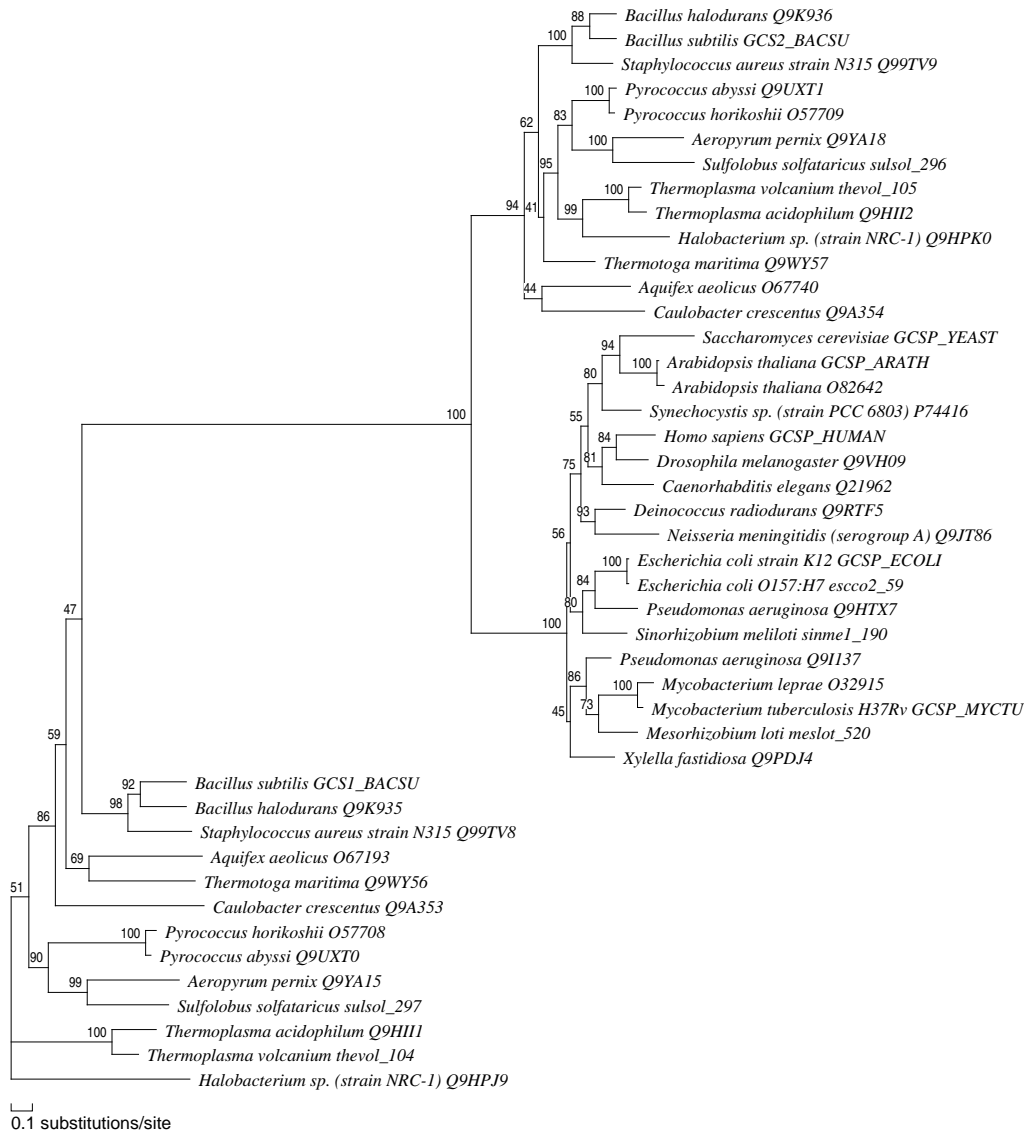 88
Bacillus halodurans Q9K936
100
Bacillus subtilis GCS2_BACSU
Staphylococcus aureus strain N315 Q99TV9
100
Pyrococcus abyssi Q9UXT1
83
Pyrococcus horikoshii O57709
62
100
Aeropyrum pernix Q9YA18
95
Sulfolobus solfataricus sulsol_296
100
Thermoplasma volcanium thevol_105
94
41
99
Thermoplasma acidophilum Q9HII2
Halobacterium sp. (strain NRC-1) Q9HPK0
Thermotoga maritima Q9WY57
44
Aquifex aeolicus O67740
Caulobacter crescentus Q9A354
94
Saccharomyces cerevisiae GCSP_YEAST
100
Arabidopsis thaliana GCSP_ARATH
80
Arabidopsis thaliana O82642
100
55
Synechocystis sp. (strain PCC 6803) P74416
84
Homo sapiens GCSP_HUMAN
75
81
Drosophila melanogaster Q9VH09
Caenorhabditis elegans Q21962
93
Deinococcus radiodurans Q9RTF5
56
Neisseria meningitidis (serogroup A) Q9JT86
100
Escherichia coli strain K12 GCSP_ECOLI
84
Escherichia coli O157:H7 escco2_59
47
80
Pseudomonas aeruginosa Q9HTX7
100
Sinorhizobium meliloti sinme1_190
86
Pseudomonas aeruginosa Q9I137
100
Mycobacterium leprae O32915
45
73
Mycobacterium tuberculosis H37Rv GCSP_MYCTU
Mesorhizobium loti meslot_520
59
Xylella fastidiosa Q9PDJ4
92
Bacillus subtilis GCS1_BACSU
86
98
Bacillus halodurans Q9K935
Staphylococcus aureus strain N315 Q99TV8
69
Aquifex aeolicus O67193
51
Thermotoga maritima Q9WY56
Caulobacter crescentus Q9A353
100
Pyrococcus horikoshii O57708
90
Pyrococcus abyssi Q9UXT0
99
Aeropyrum pernix Q9YA15
Sulfolobus solfataricus sulsol_297
100
Thermoplasma acidophilum Q9HII1
Thermoplasma volcanium thevol_104
Halobacterium sp. (strain NRC-1) Q9HPJ9
0.1 substitutions/site